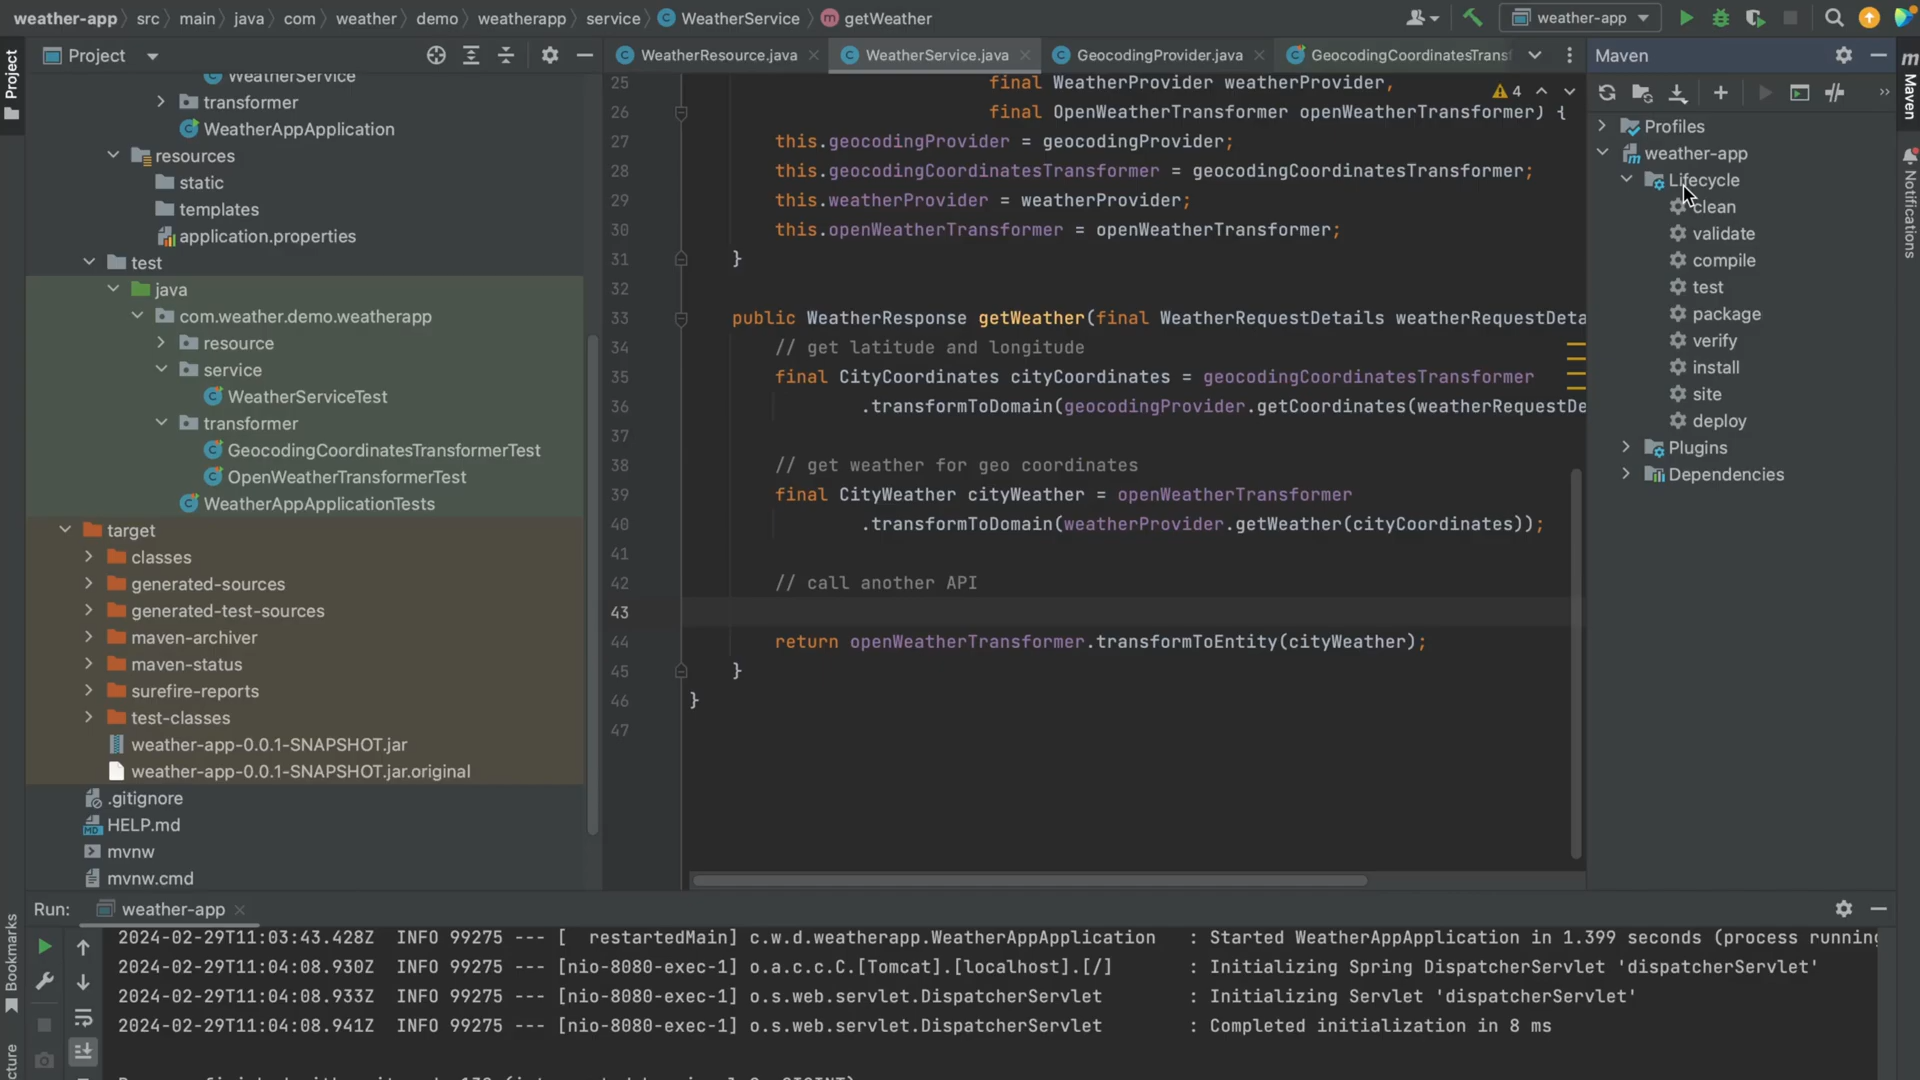 weather-app › src › main › java › com › weather › demo › weatherapp › service › WeatherService › getWeather
weather-app
Project
Project
WeatherService
transformer
WeatherAppApplication
resources
static
templates
application.properties
test
java
com.weather.demo.weatherapp
resource
service
WeatherServiceTest
transformer
GeocodingCoordinatesTransformerTest
OpenWeatherTransformerTest
WeatherAppApplicationTests
target
classes
generated-sources
generated-test-sources
maven-archiver
maven-status
surefire-reports
test-classes
weather-app-0.0.1-SNAPSHOT.jar
weather-app-0.0.1-SNAPSHOT.jar.original
.gitignore
HELP.md
mvnw
mvnw.cmd
WeatherResource.java WeatherService.java GeocodingProvider.java GeocodingCoordinatesTrans
4
25 final WeatherProvider weatherProvider,
26 final OpenWeatherTransformer openWeatherTransformer) {
27 this.geocodingProvider = geocodingProvider;
28 this.geocodingCoordinatesTransformer = geocodingCoordinatesTransformer;
29 this.weatherProvider = weatherProvider;
30 this.openWeatherTransformer = openWeatherTransformer;
31 }
32
33 public WeatherResponse getWeather(final WeatherRequestDetails weatherRequestDeta
34 // get latitude and longitude
35 final CityCoordinates cityCoordinates = geocodingCoordinatesTransformer
36 .transformToDomain(geocodingProvider.getCoordinates(weatherRequestDe
37
38 // get weather for geo coordinates
39 final CityWeather cityWeather = openWeatherTransformer
40 .transformToDomain(weatherProvider.getWeather(cityCoordinates));
41
42 // call another API
43
44 return openWeatherTransformer.transformToEntity(cityWeather);
45 }
46 }
47
Maven
Profiles
weather-app
Lifecycle
clean
validate
compile
test
package
verify
install
site
deploy
Plugins
Dependencies
Maven
Notifications
Bookmarks
cture
Run: weather-app
2024-02-29T11:03:43.428Z INFO 99275 --- [ restartedMain] c.w.d.weatherapp.WeatherAppApplication : Started WeatherAppApplication in 1.399 seconds (process running
2024-02-29T11:04:08.930Z INFO 99275 --- [nio-8080-exec-1] o.a.c.c.C.[Tomcat].[localhost].[/] : Initializing Spring DispatcherServlet 'dispatcherServlet'
2024-02-29T11:04:08.933Z INFO 99275 --- [nio-8080-exec-1] o.s.web.servlet.DispatcherServlet : Initializing Servlet 'dispatcherServlet'
2024-02-29T11:04:08.941Z INFO 99275 --- [nio-8080-exec-1] o.s.web.servlet.DispatcherServlet : Completed initialization in 8 ms